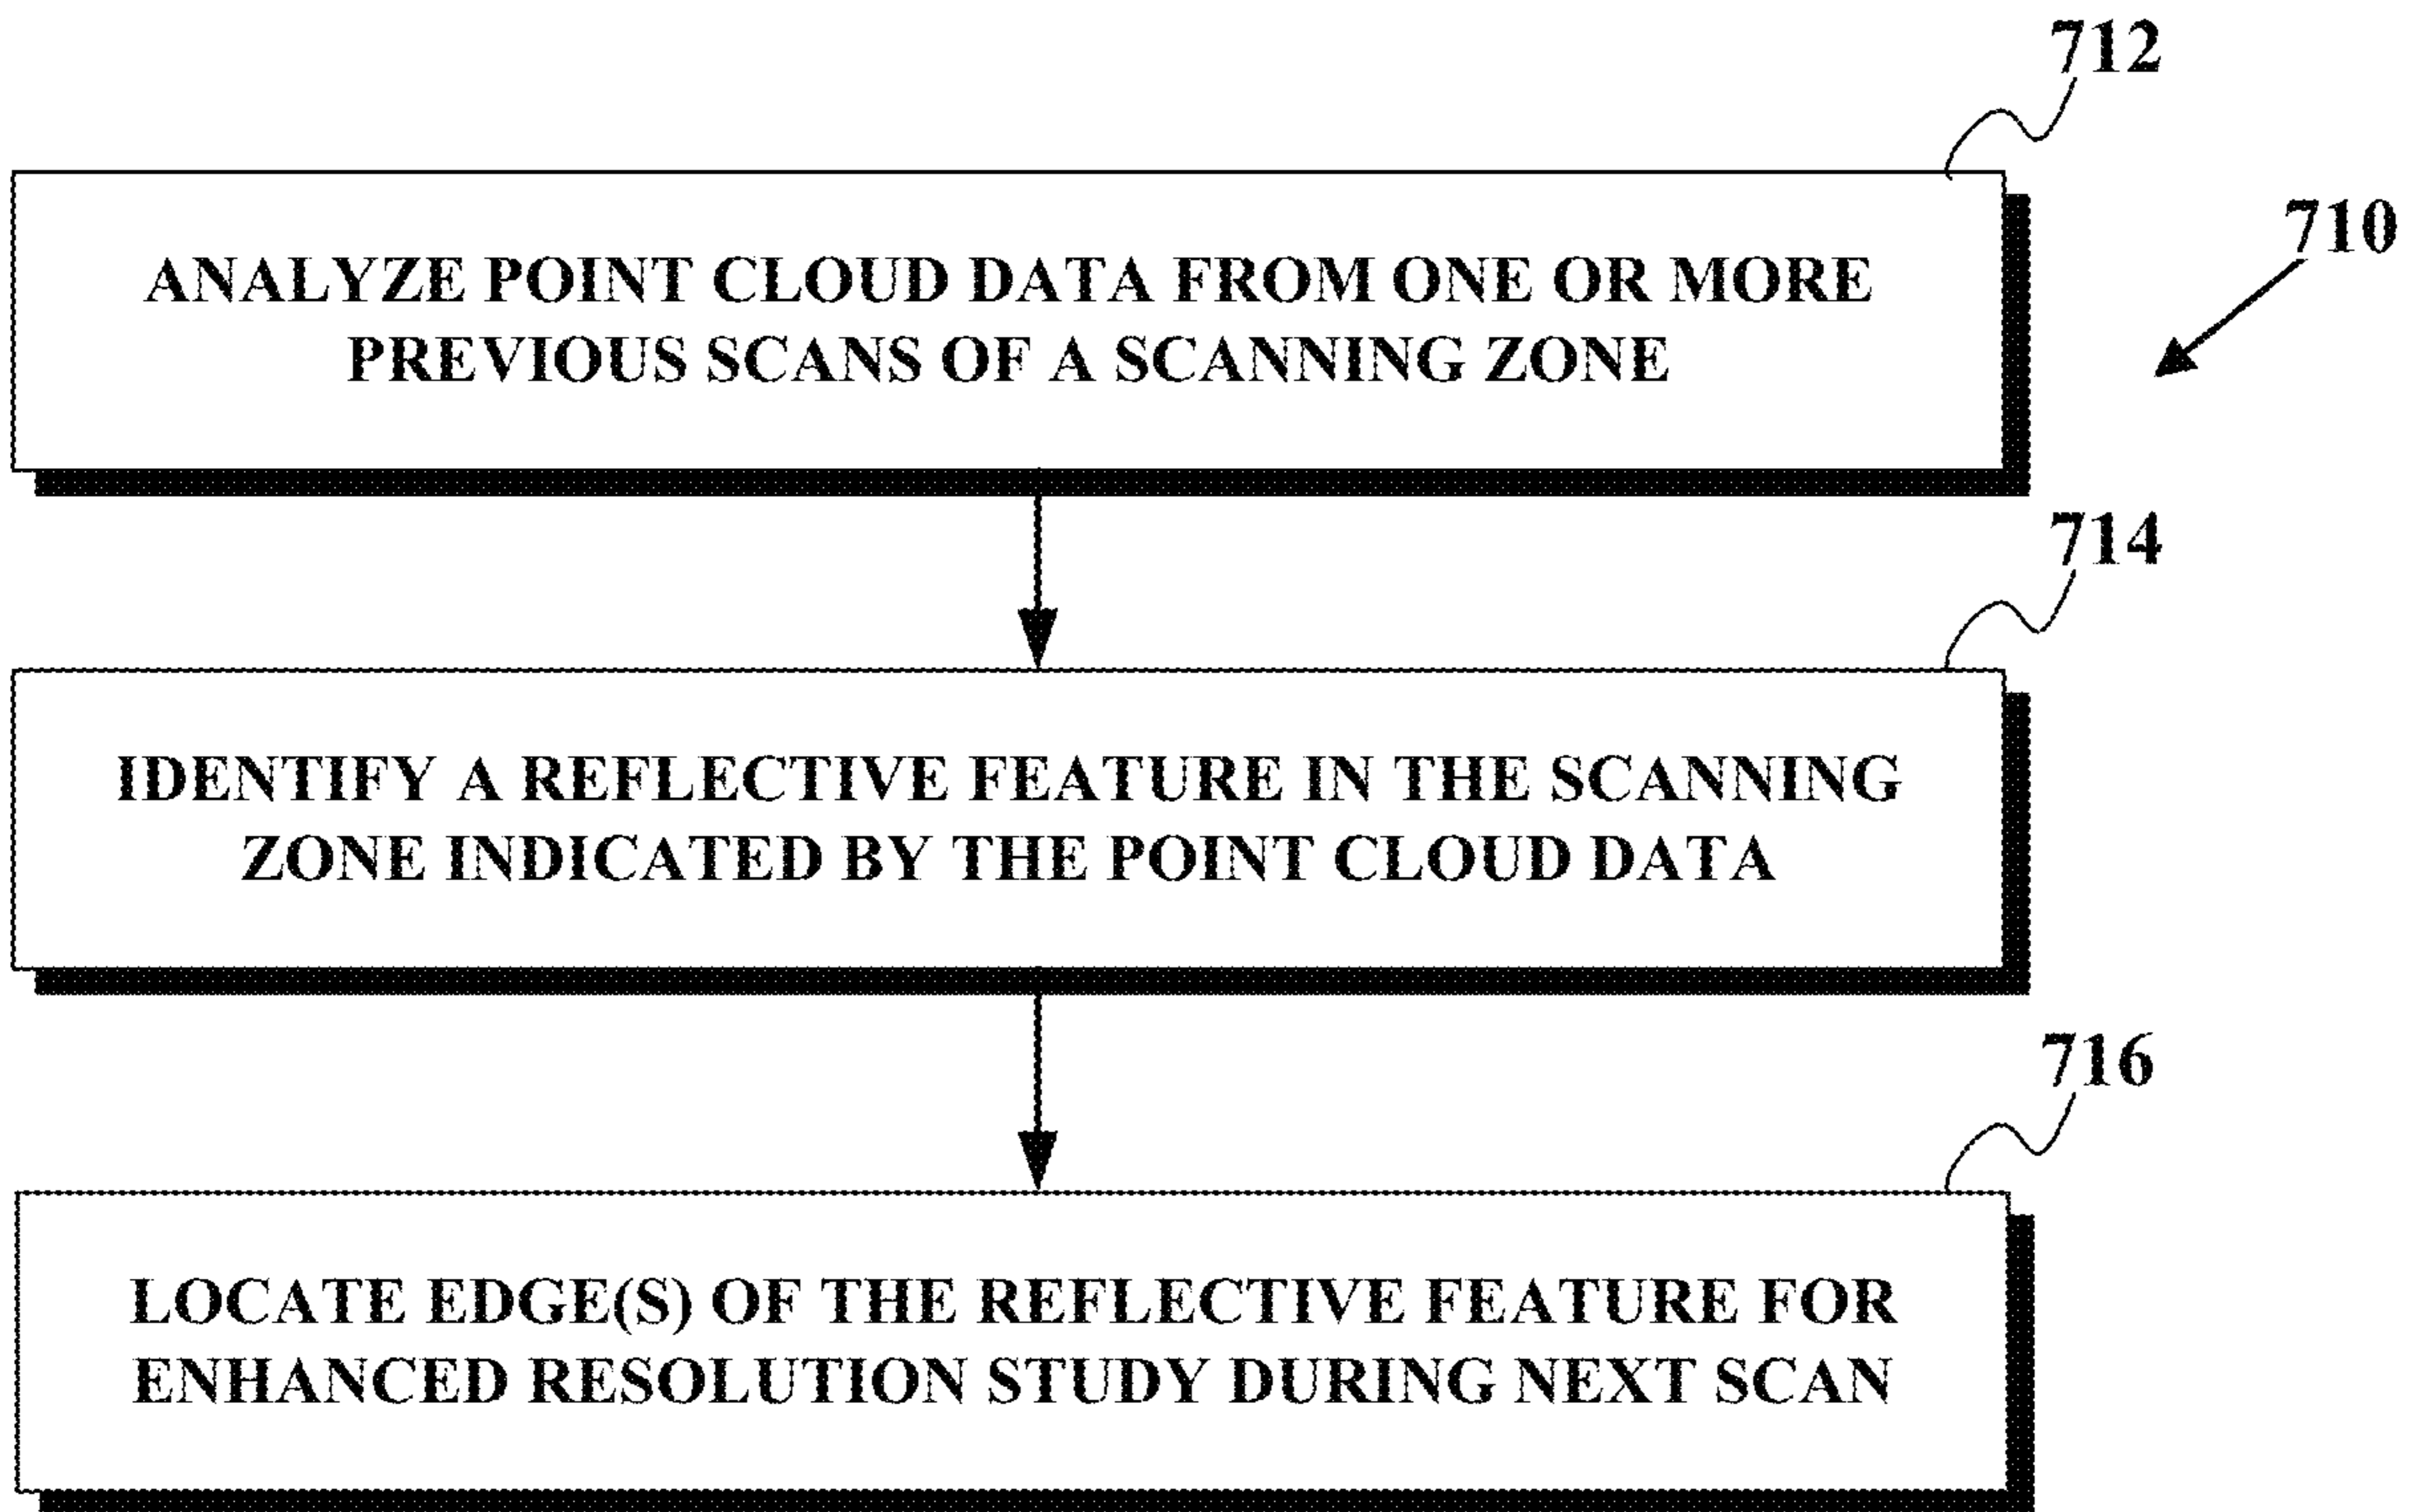 712
710
ANALYZE POINT CLOUD DATA FROM ONE OR MORE
PREVIOUS SCANS OF A SCANNING ZONE
714
IDENTIFY A REFLECTIVE FEATURE IN THE SCANNING
ZONE INDICATED BY THE POINT CLOUD DATA
716
LOCATE EDGE(S) OF THE REFLECTIVE FEATURE FOR
ENHANCED RESOLUTION STUDY DURING NEXT SCAN